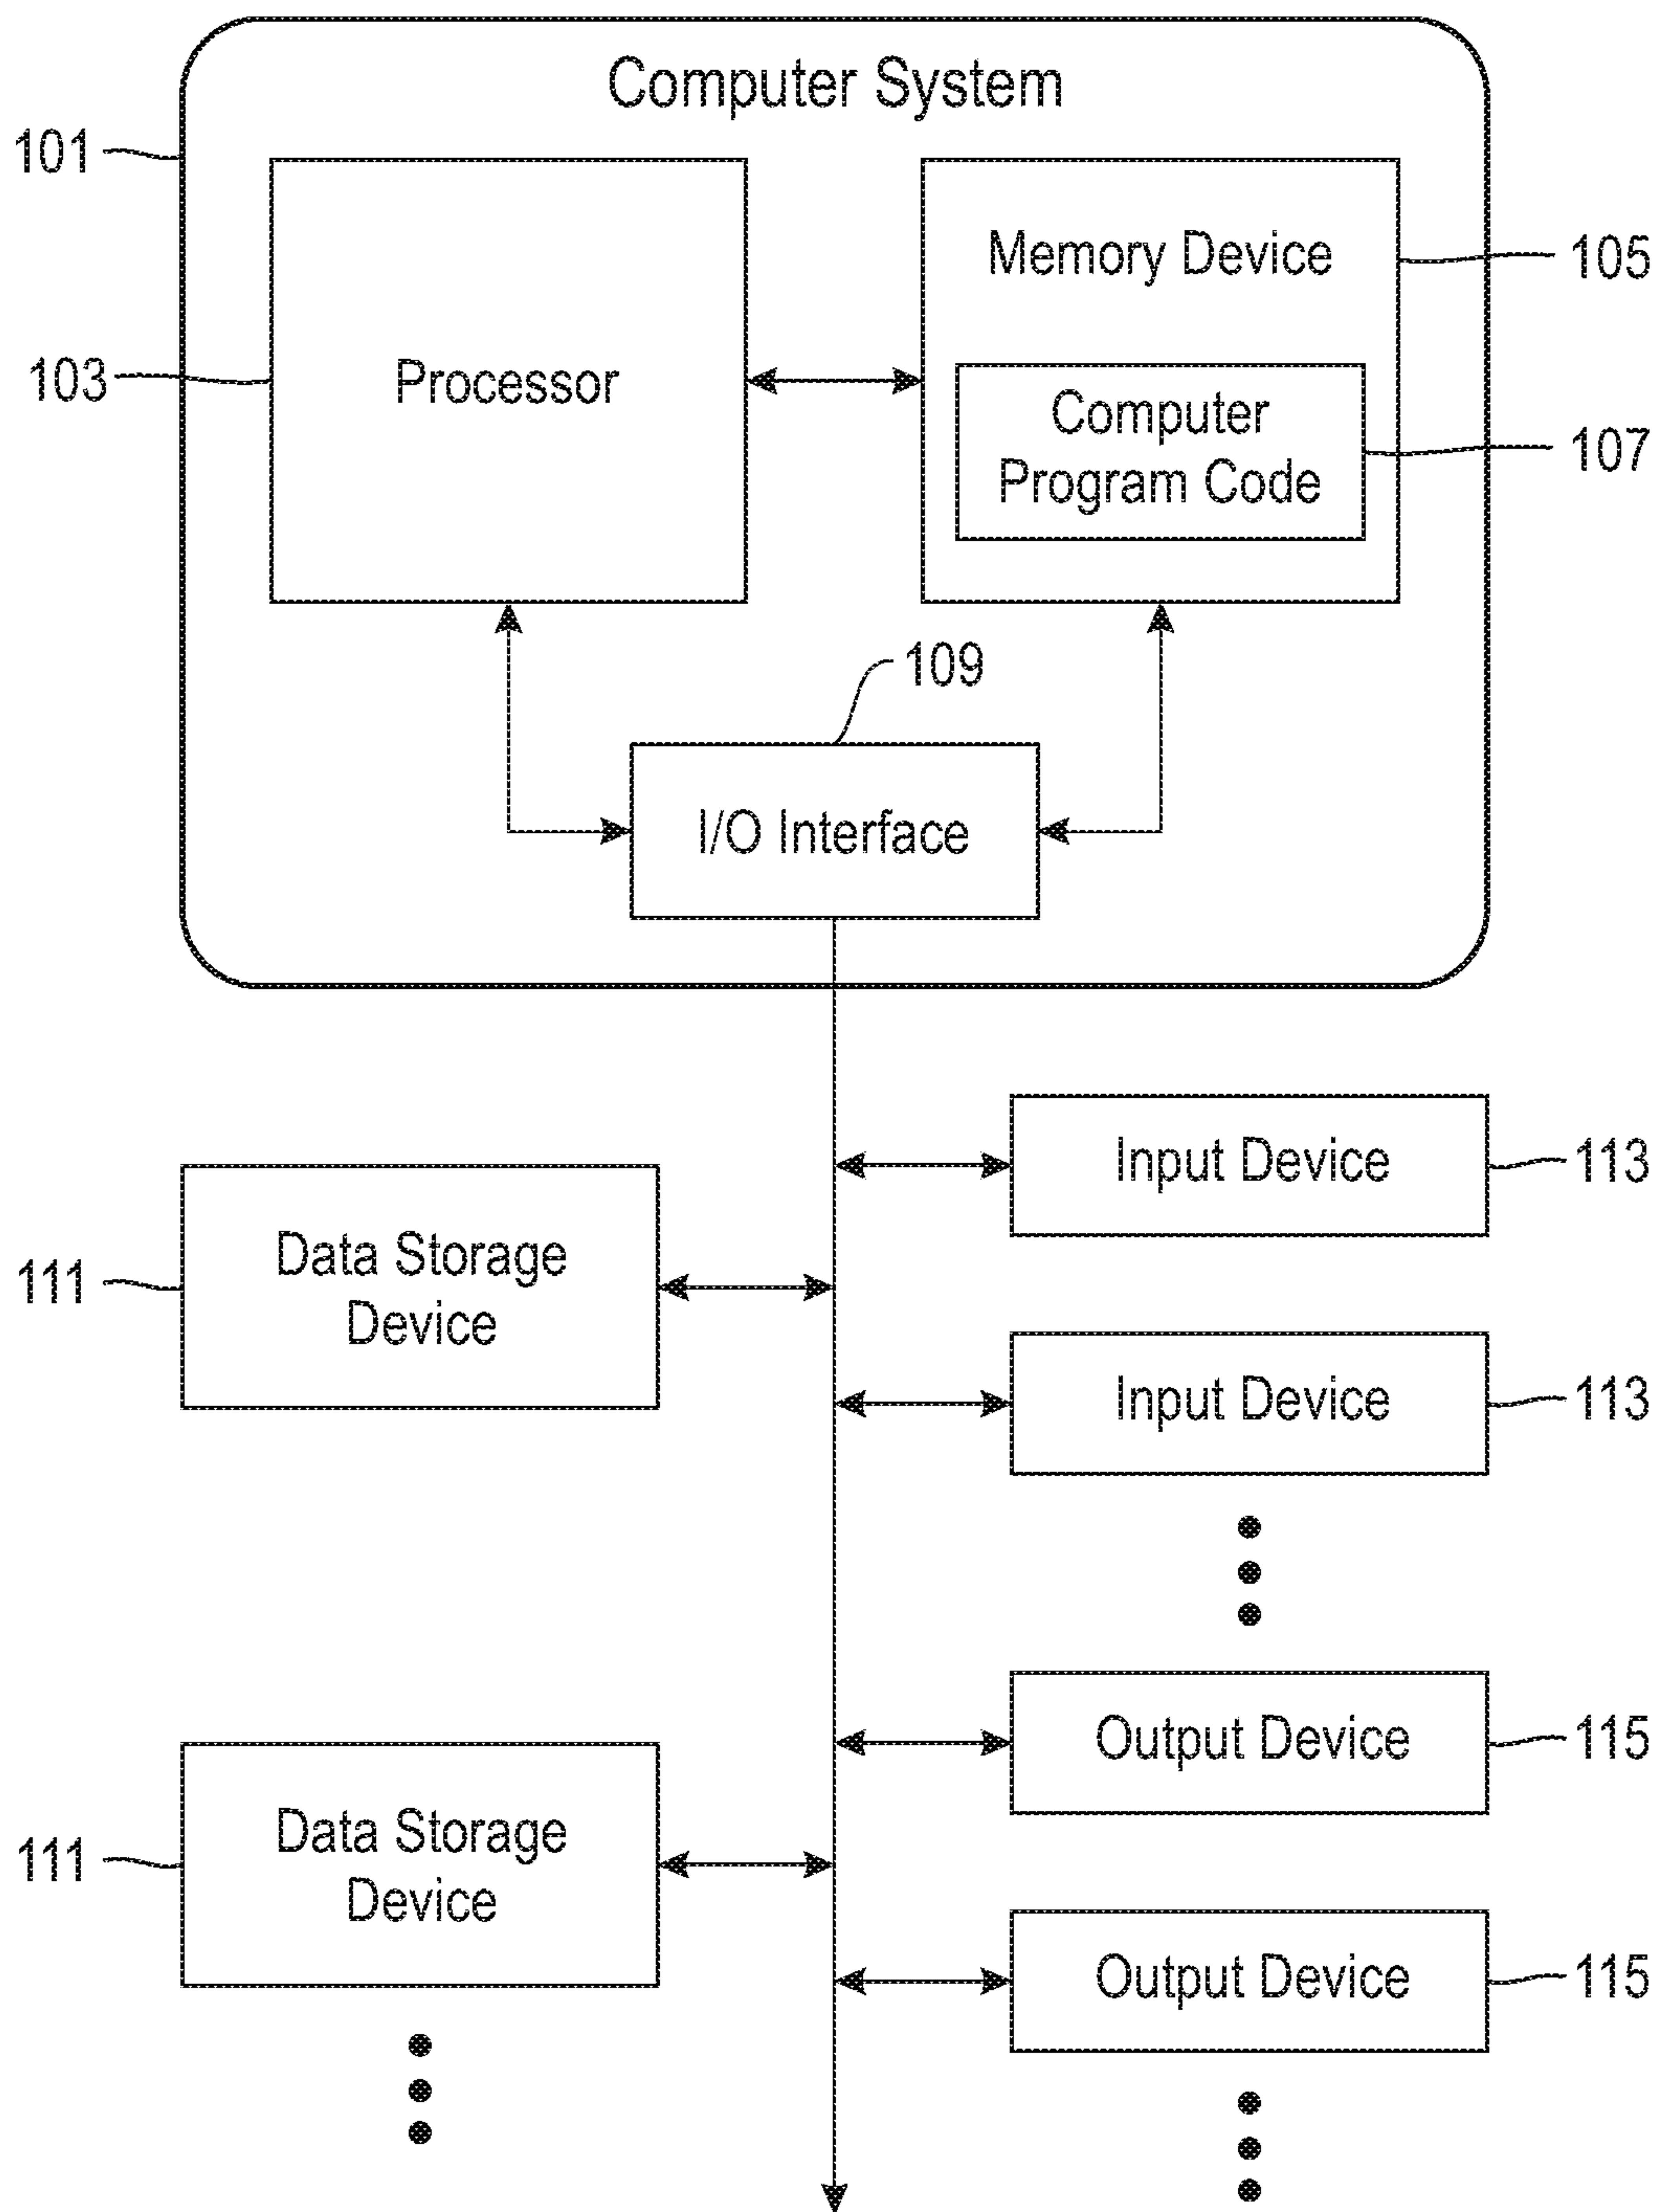 Computer System
101
Processor
103
Memory Device
105
Computer
Program Code
107
109
I/O Interface
Input Device
113
Data Storage
Device
111
Input Device
113
Output Device
115
Data Storage
Device
111
Output Device
115